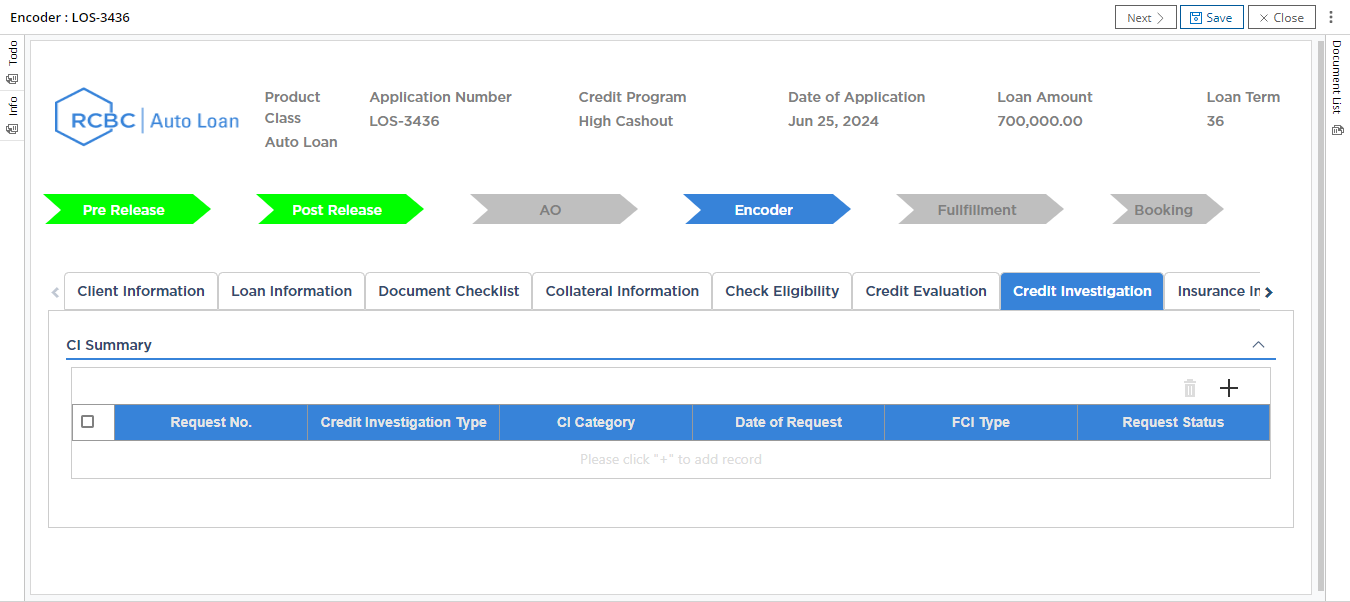 Encoder : LOS-3436
Next
Save
Close
Todo
Info
Document List
RCBC | Auto Loan
Product Class
Auto Loan
Application Number
LOS-3436
Credit Program
High Cashout
Date of Application
Jun 25, 2024
Loan Amount
700,000.00
Loan Term
36
Pre Release
Post Release
AO
Encoder
Fullfillment
Booking
Client Information
Loan Information
Document Checklist
Collateral Information
Check Eligibility
Credit Evaluation
Credit Investigation
Insurance In
CI Summary
Request No.
Credit Investigation Type
CI Category
Date of Request
FCI Type
Request Status
Please click "+" to add record